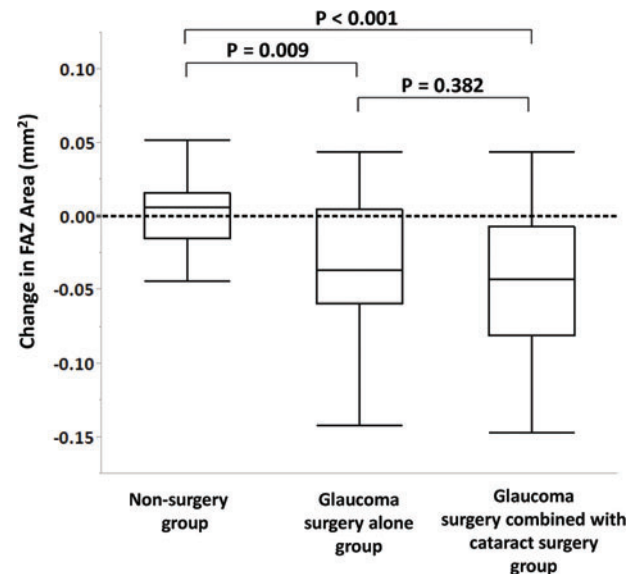 P < 0.001
P = 0.009
P = 0.382
Change in FAZ Area (mm²)
0.10
0.05
0.00
-0.05
-0.10
-0.15
Non-surgery
group
Glaucoma
surgery alone
group
Glaucoma
surgery combined with
cataract surgery
group